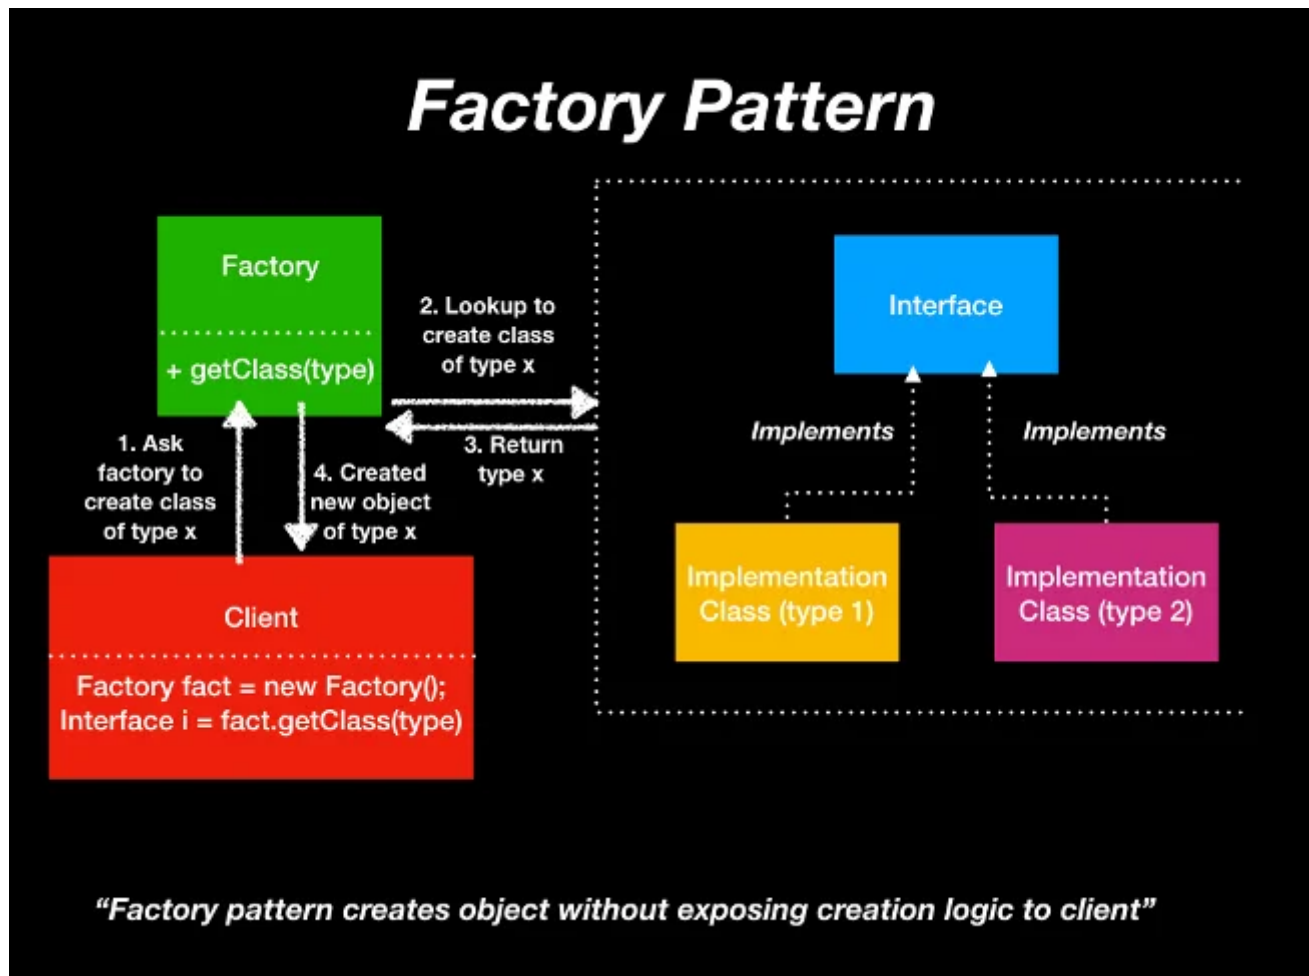 Factory Pattern
Factory
+ getClass(type)
2. Lookup to
create class
of type x
3. Return
type x
1. Ask
factory to
create class
of type x
4. Created
new object
of type x
Client
Factory fact = new Factory();
Interface i = fact.getClass(type)
Interface
Implements
Implements
Implementation
Class (type 1)
Implementation
Class (type 2)
“Factory pattern creates object without exposing creation logic to client”